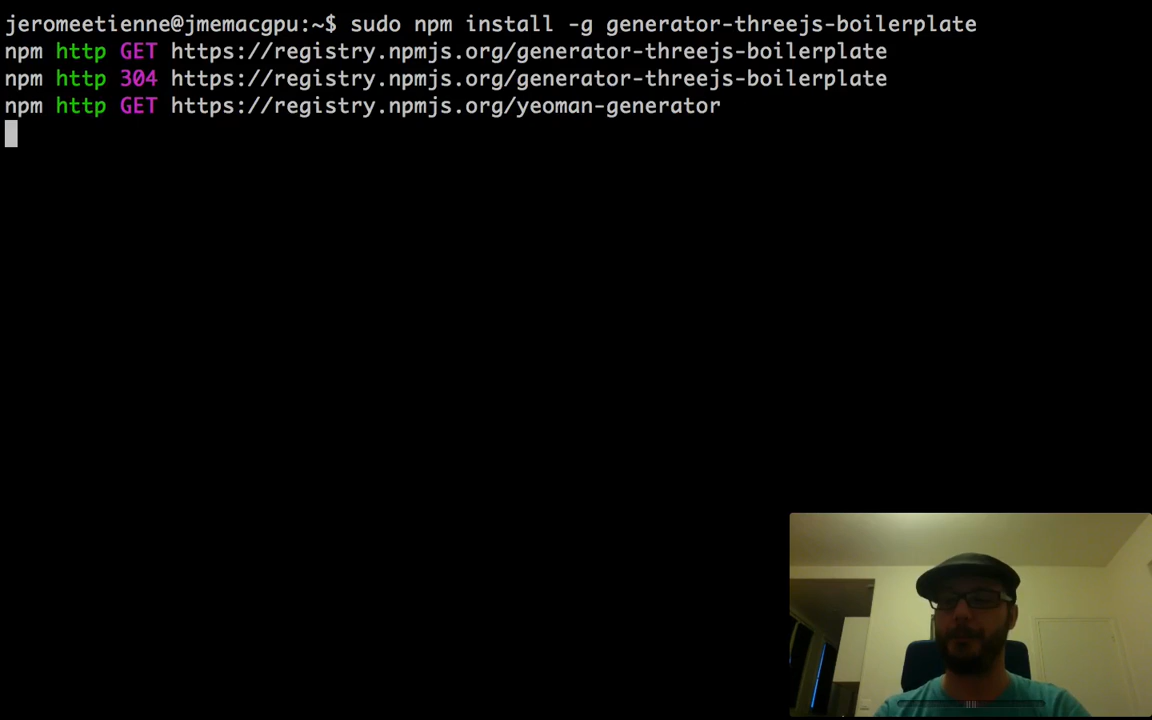 jeromeetienne@jmemacgpu:~$ sudo npm install -g generator-threejs-boilerplate
npm http GET https://registry.npmjs.org/generator-threejs-boilerplate
npm http 304 https://registry.npmjs.org/generator-threejs-boilerplate
npm http GET https://registry.npmjs.org/yeoman-generator